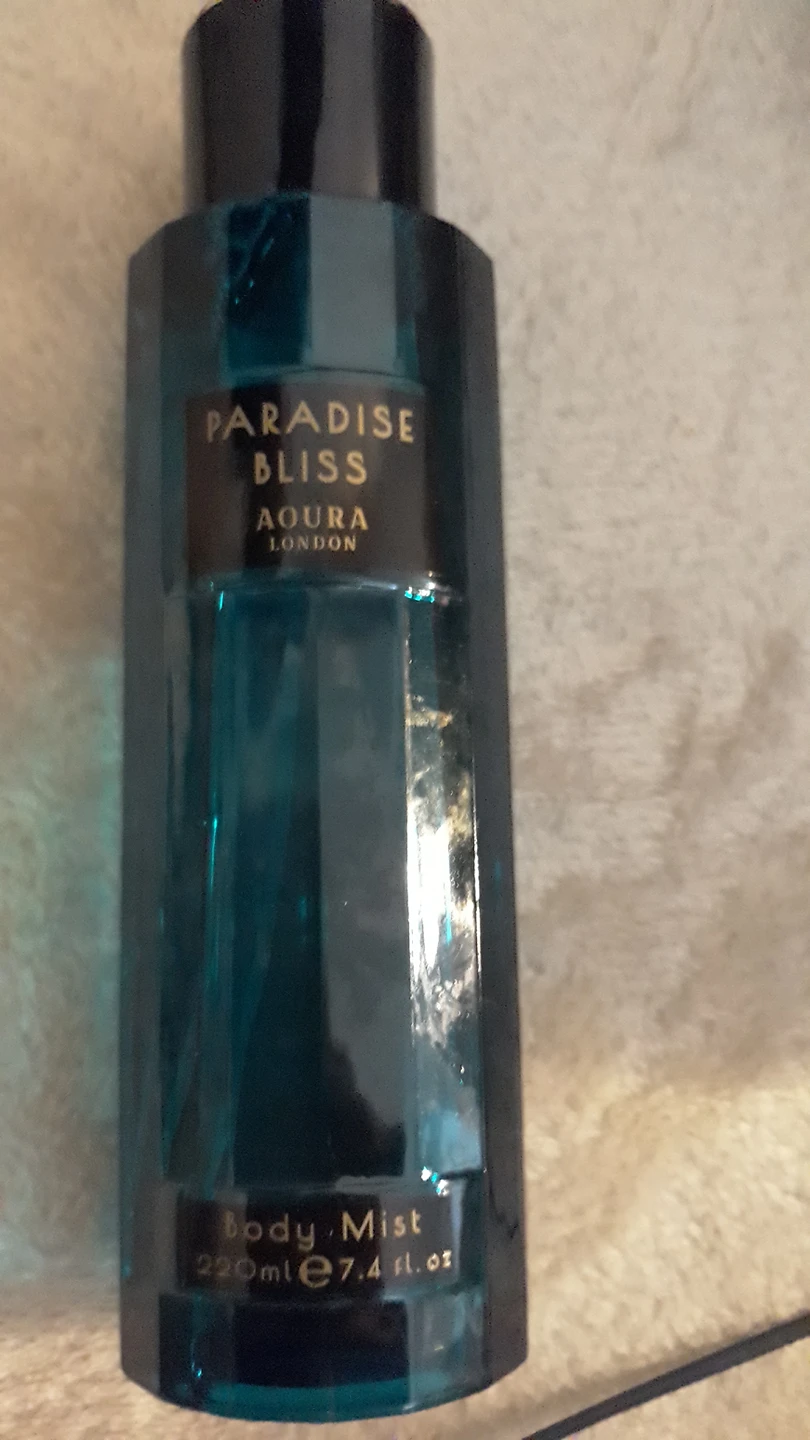 PARADISE
BLISS
AOURA
LONDON
Body Mist
220ml e 7.4 fl. oz